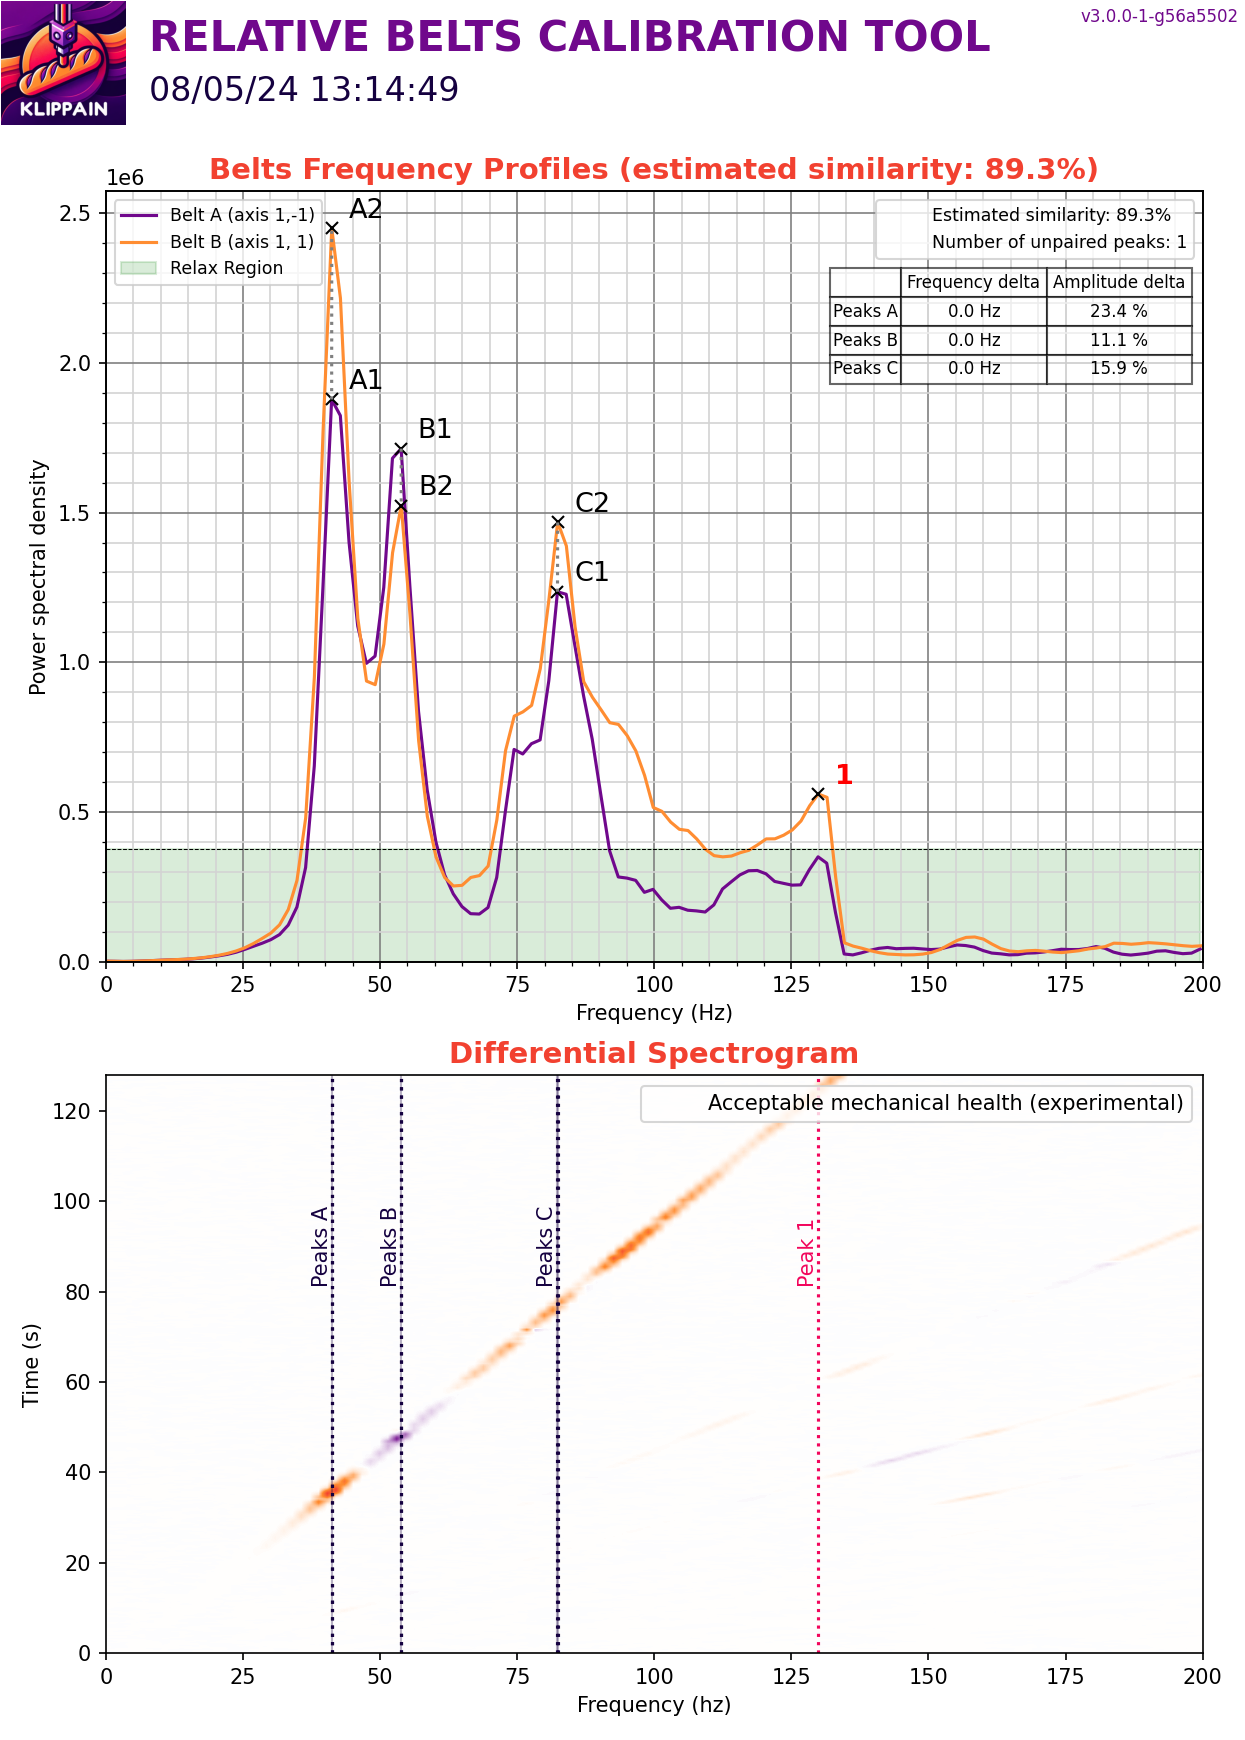 KLIPPAIN
RELATIVE BELTS CALIBRATION TOOL
v3.0.0-1-g56a5502
08/05/24 13:14:49
Belts Frequency Profiles (estimated similarity: 89.3%)
1e6
Belt A (axis 1,-1)
Belt B (axis 1, 1)
Relax Region
Estimated similarity: 89.3%
Number of unpaired peaks: 1
Frequency delta Amplitude delta
Peaks A 0.0 Hz 23.4 %
Peaks B 0.0 Hz 11.1 %
Peaks C 0.0 Hz 15.9 %
A2
A1
B1
B2
C2
C1
1
2.5
2.0
1.5
1.0
0.5
0.0
Power spectral density
0 25 50 75 100 125 150 175 200
Frequency (Hz)
Differential Spectrogram
Acceptable mechanical health (experimental)
Peaks A
Peaks B
Peaks C
Peak 1
120
100
80
60
40
20
0
Time (s)
0 25 50 75 100 125 150 175 200
Frequency (hz)